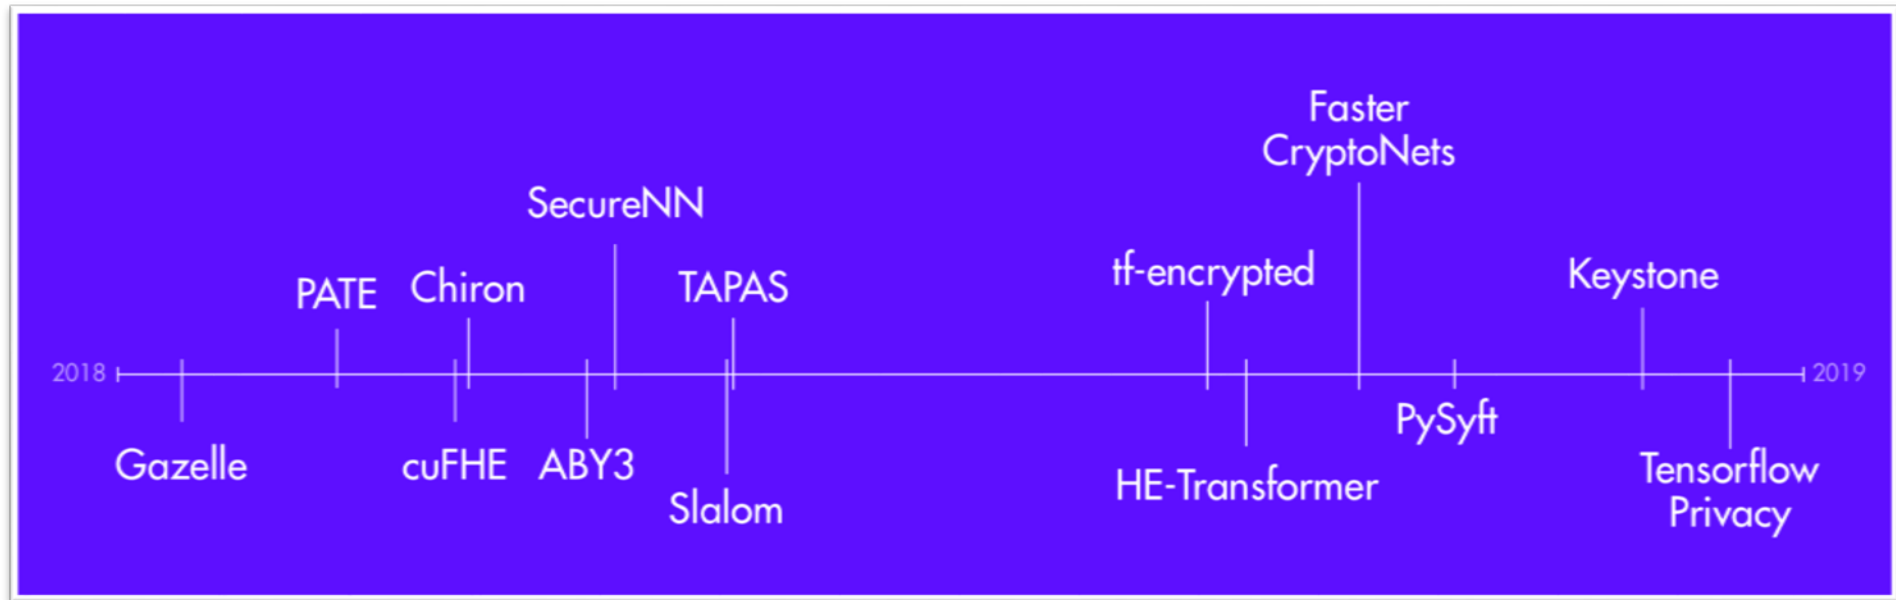 Faster
CryptoNets
SecureNN
tf-encrypted
PATE
Chiron
TAPAS
Keystone
2018
2019
PySyft
Gazelle
cuFHE
ABY3
HE-Transformer
Slalom
Tensorflow
Privacy